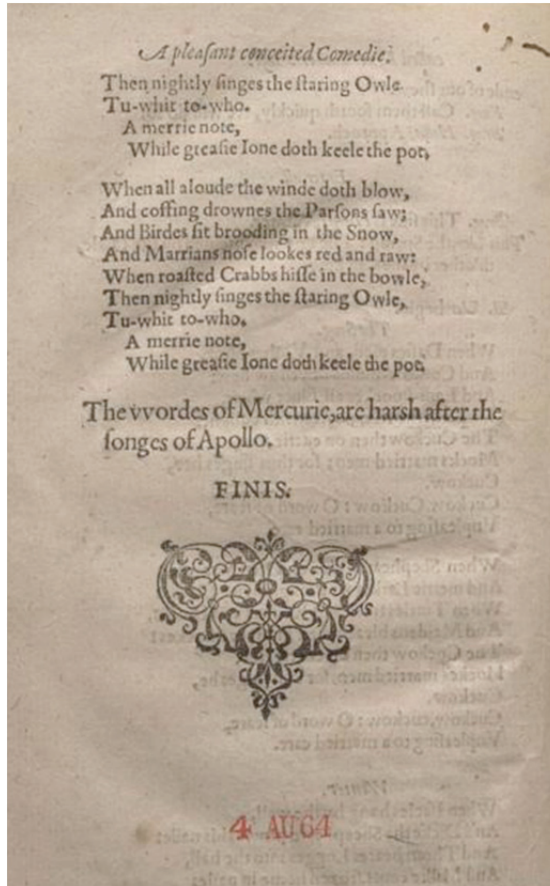 A pleaſant conceited Comedie:
Then nightly ſinges the ſtaring Owle
Tu-whit to-who.
A merrie note,
While greaſie Ione doth keele the pot,
When all aloude the winde doth blow,
And coffing drownes the Parſons ſaw;
And Birdes ſit brooding in the Snow,
And Marrians noſe lookes red and raw:
When roaſted Crabbs hiſſe in the bowle,
Then nightly ſinges the ſtaring Owle,
Tu-whit to-who,
A merrie note,
While greaſie Ione doth keele the pot,
The vvordes of Mercurie, are harsh after the
ſonges of Apollo.
FINIS.
4 AU64